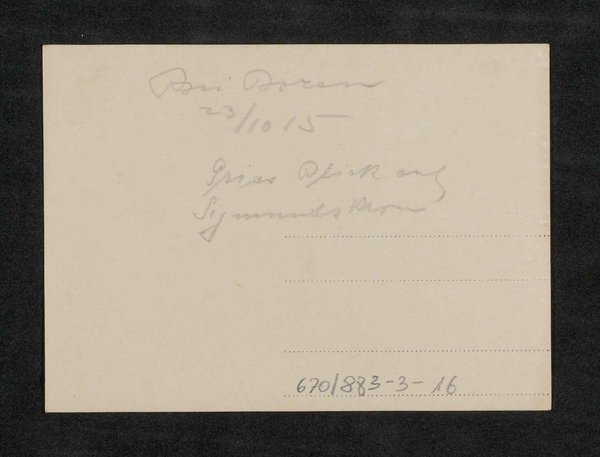 Bei Bozen
23/10 15
Gries Blick auf
Sigmundskron
670/883-3-16